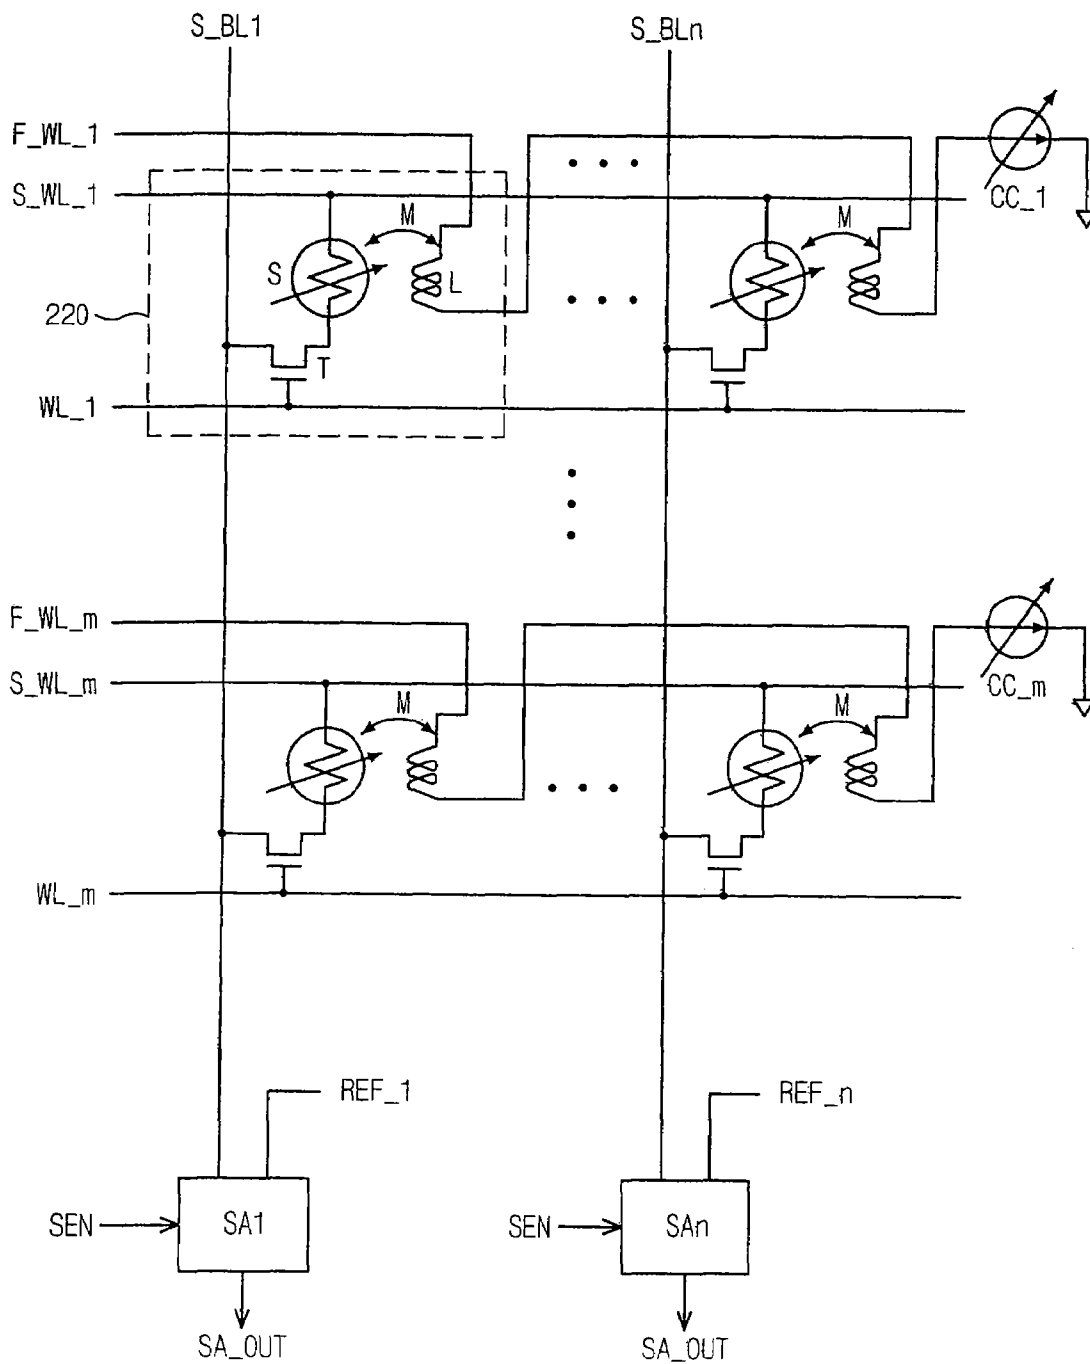 S_BL1 S_BLn
F_WL_1
S_WL_1 CC_1
M M
S L
220
T
WL_1
F_WL_m
S_WL_m CC_m
M M
WL_m
REF_1 REF_n
SEN SA1 SEN SAn
SA_OUT SA_OUT